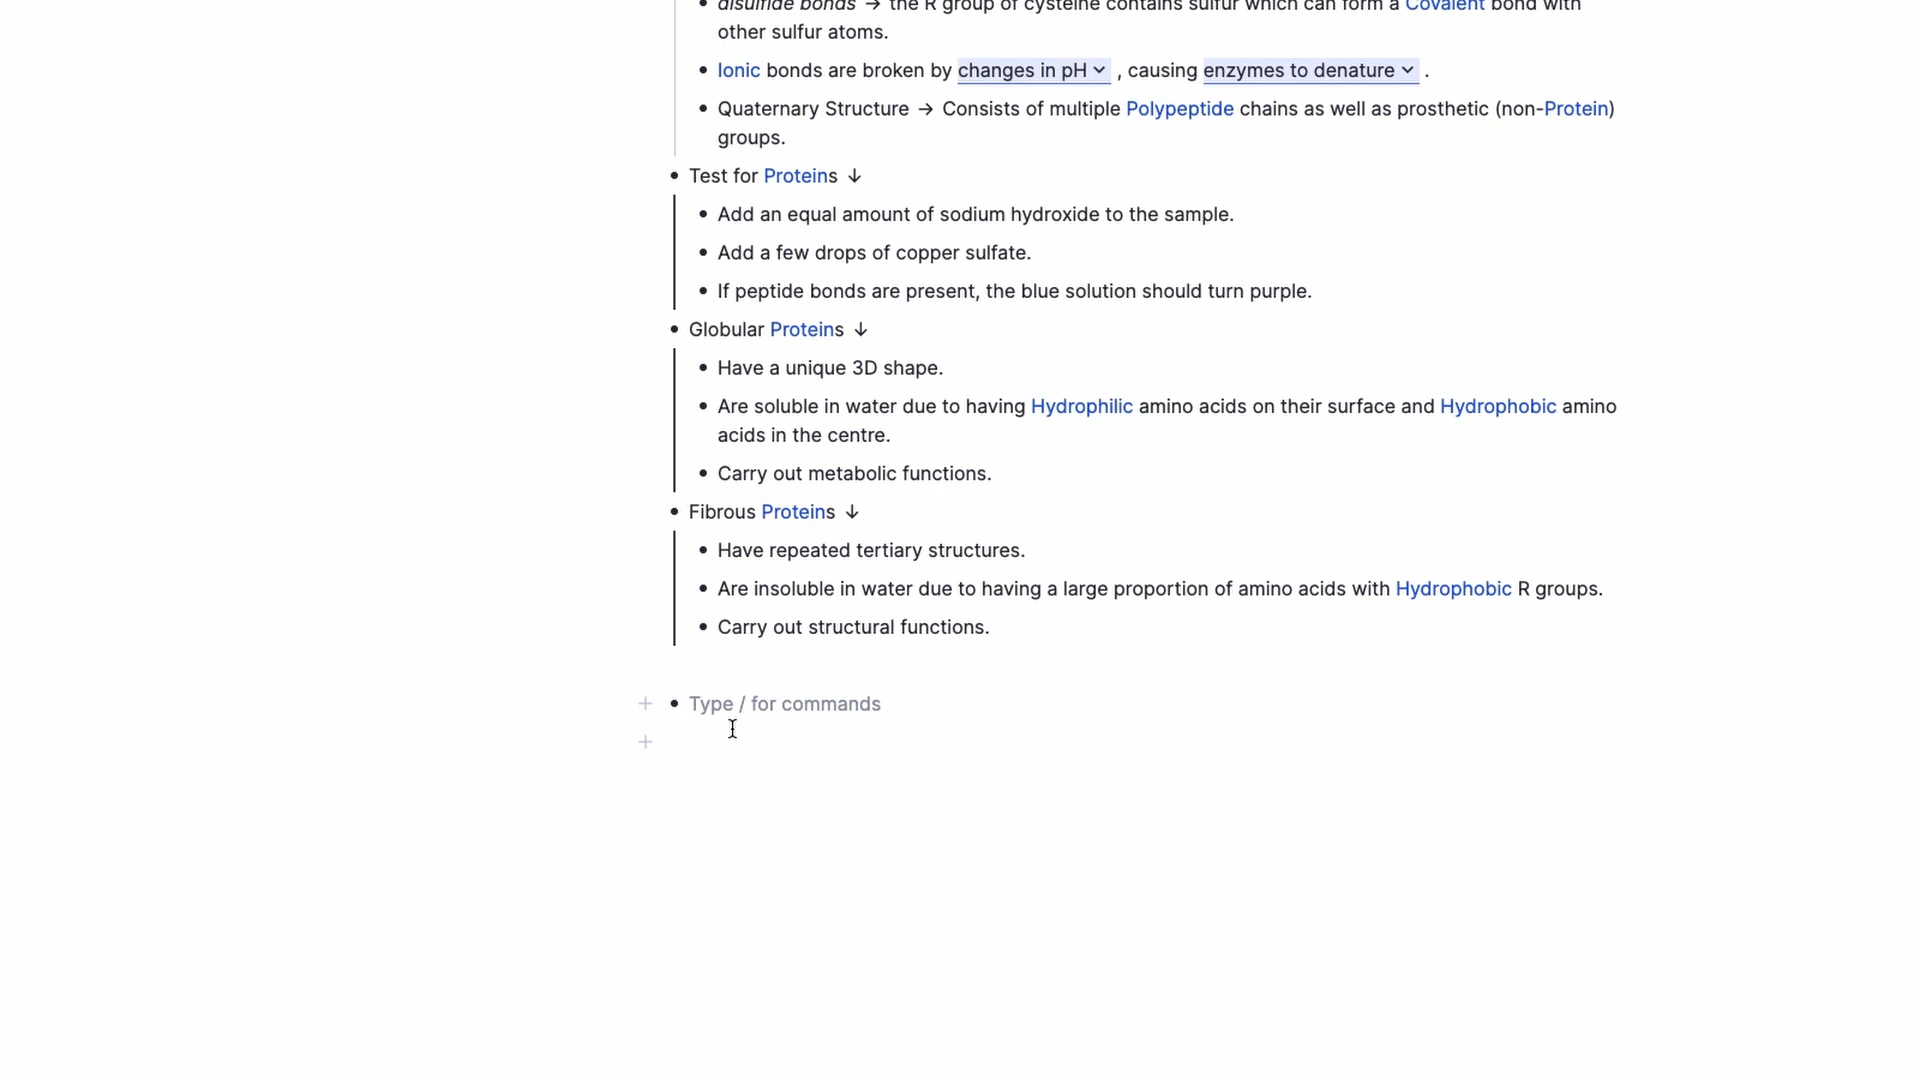 • disulfide bonds → the R group of cysteine contains sulfur which can form a Covalent bond with
other sulfur atoms.
• Ionic bonds are broken by changes in pH , causing enzymes to denature .
• Quaternary Structure → Consists of multiple Polypeptide chains as well as prosthetic (non-Protein)
groups.
• Test for Proteins ↓
• Add an equal amount of sodium hydroxide to the sample.
• Add a few drops of copper sulfate.
• If peptide bonds are present, the blue solution should turn purple.
• Globular Proteins ↓
• Have a unique 3D shape.
• Are soluble in water due to having Hydrophilic amino acids on their surface and Hydrophobic amino
acids in the centre.
• Carry out metabolic functions.
• Fibrous Proteins ↓
• Have repeated tertiary structures.
• Are insoluble in water due to having a large proportion of amino acids with Hydrophobic R groups.
• Carry out structural functions.
+ • Type / for commands
+